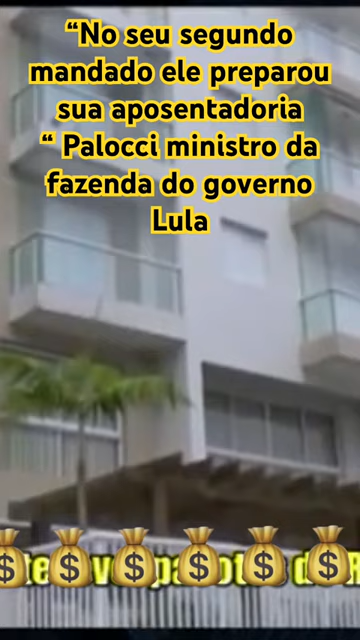 “No seu segundo
mandado ele preparou
sua aposentadoria
“ Palocci ministro da
fazenda do governo
Lula